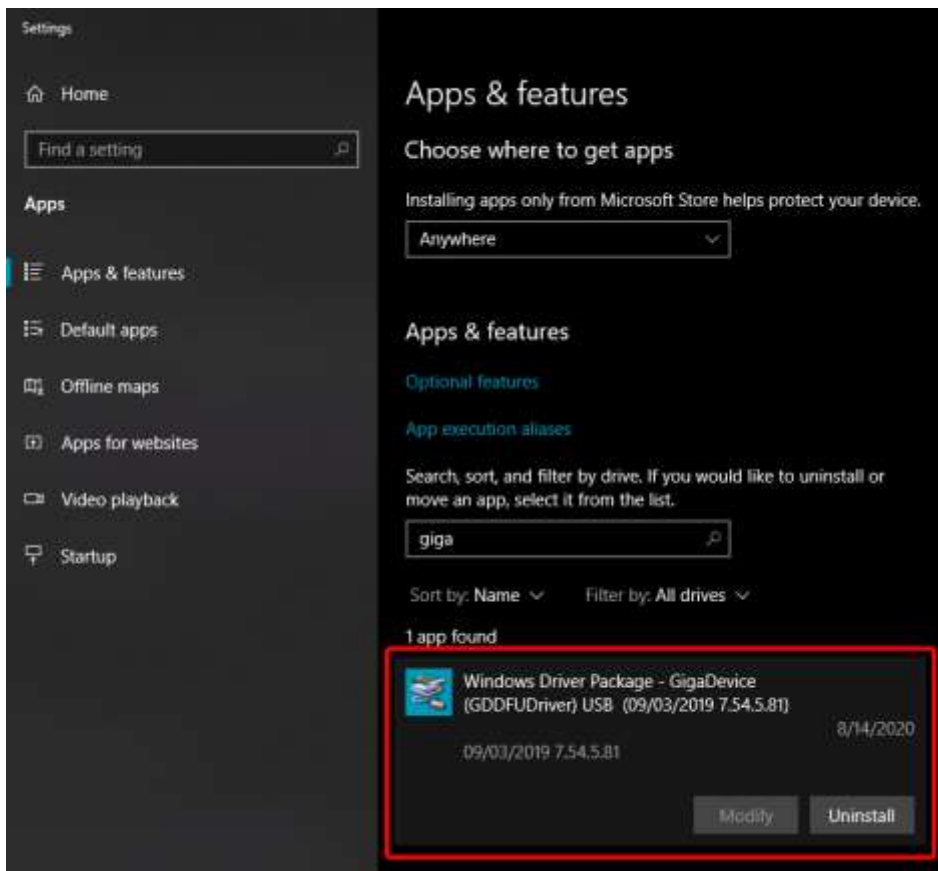 Settings
Home
Find a setting
Apps
Apps & features
Default apps
Offline maps
Apps for websites
Video playback
Startup
Apps & features
Choose where to get apps
Installing apps only from Microsoft Store helps protect your device.
Anywhere
Apps & features
Optional features
App execution aliases
Search, sort, and filter by drive. If you would like to uninstall or
move an app, select it from the list.
giga
Sort by: Name Filter by: All drives
1 app found
Windows Driver Package - GigaDevice
(GDDFUDriver) USB (09/03/2019 7.54.5.81)
8/14/2020
09/03/2019 7.54.5.81
Modify Uninstall